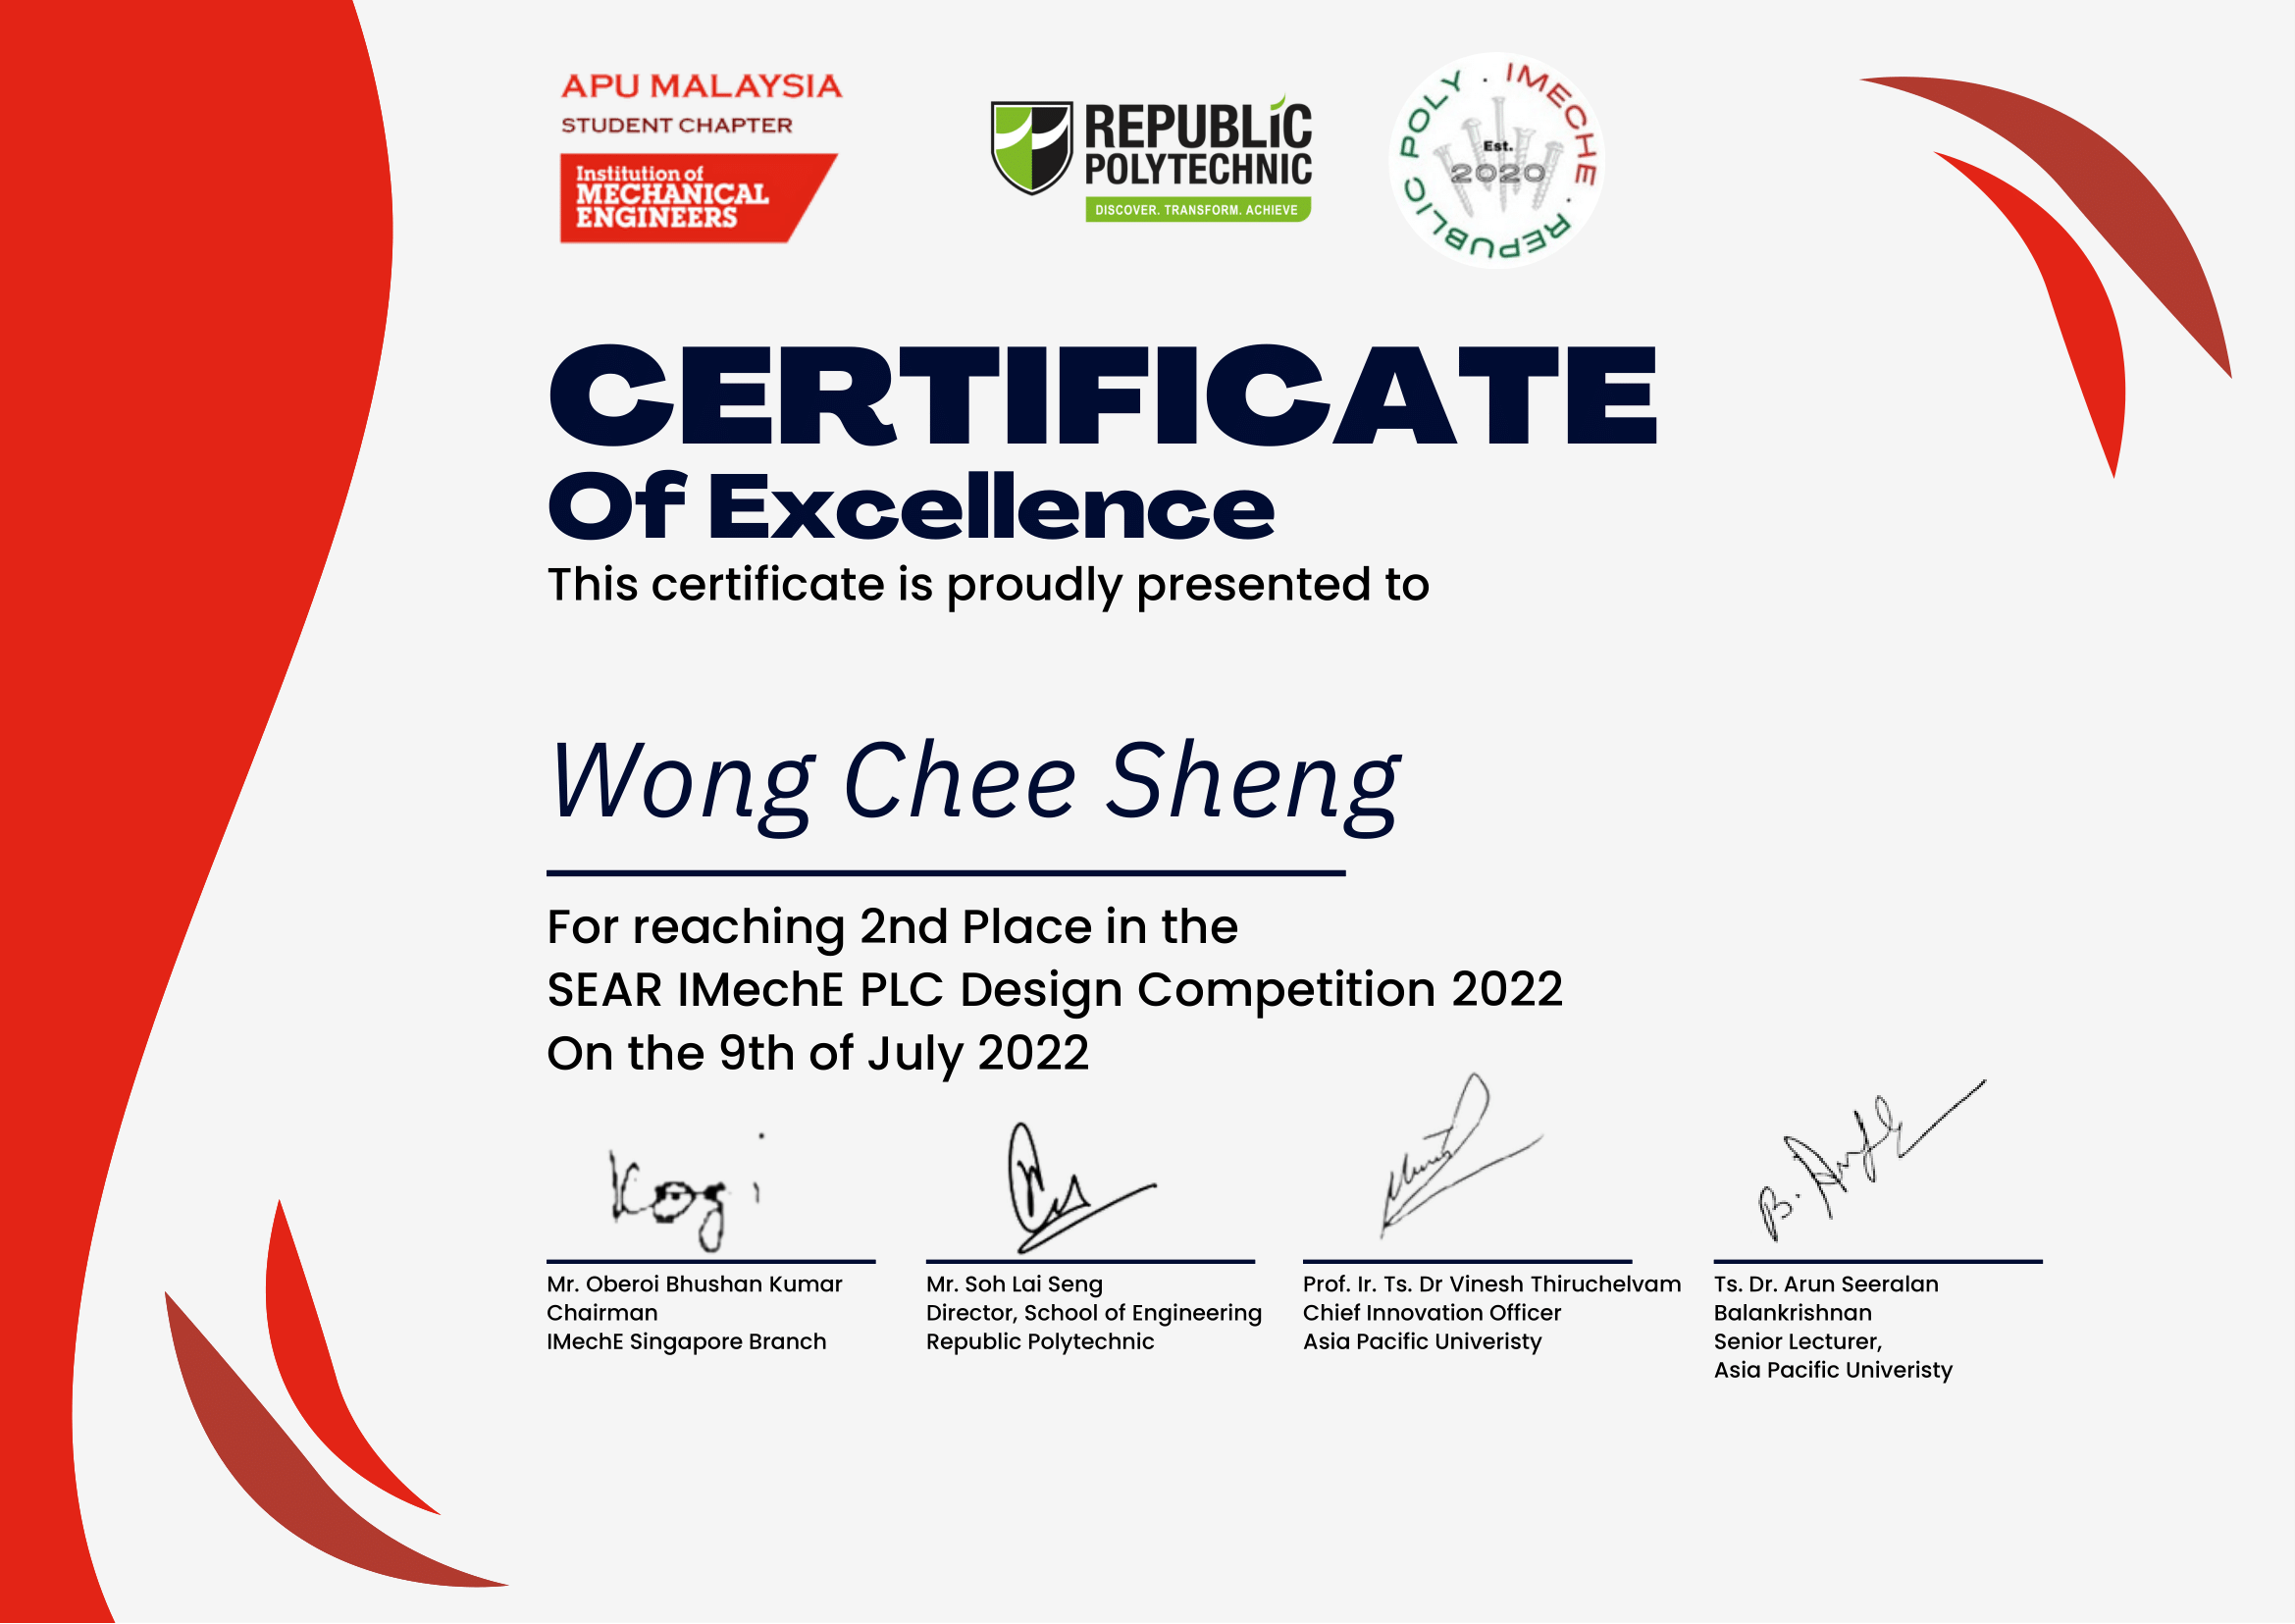 APU MALAYSIA
STUDENT CHAPTER
Institution of
MECHANICAL
ENGINEERS
REPUBLIC
POLYTECHNIC
DISCOVER. TRANSFORM. ACHIEVE
REPUBLIC POLY . IMECHE .
Est.
2020
CERTIFICATE
Of Excellence
This certificate is proudly presented to
Wong Chee Sheng
For reaching 2nd Place in the
SEAR IMechE PLC Design Competition 2022
On the 9th of July 2022
Kogi
Mr. Oberoi Bhushan Kumar
Chairman
IMechE Singapore Branch
Mr. Soh Lai Seng
Director, School of Engineering
Republic Polytechnic
Prof. Ir. Ts. Dr Vinesh Thiruchelvam
Chief Innovation Officer
Asia Pacific Univeristy
Ts. Dr. Arun Seeralan
Balankrishnan
Senior Lecturer,
Asia Pacific Univeristy